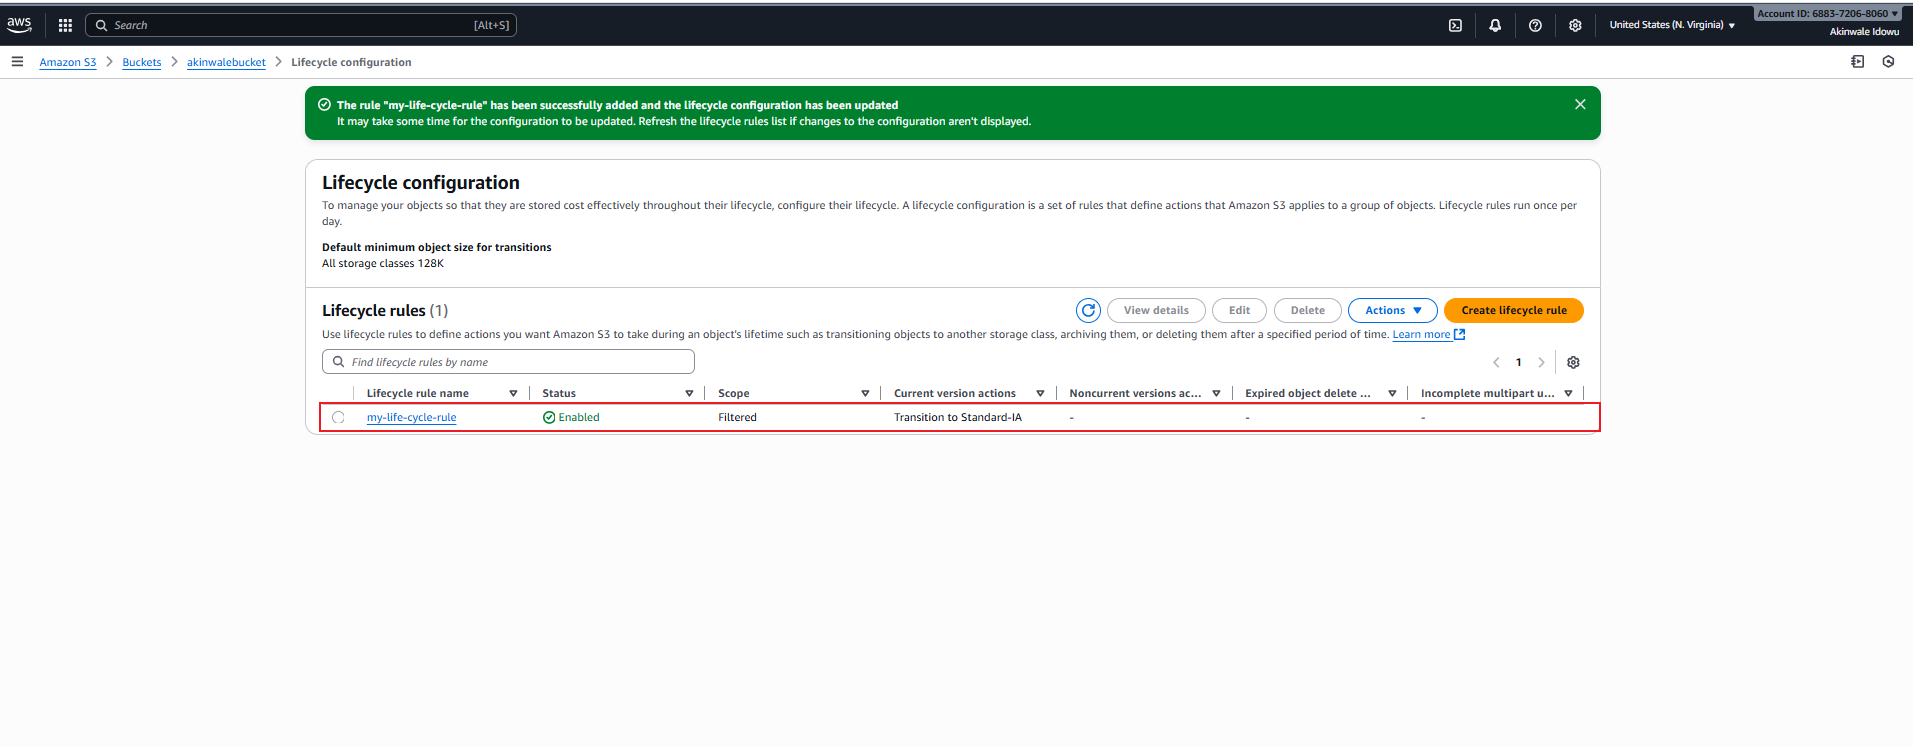 aws
Search [Alt+S]
United States (N. Virginia)
Account ID: 6883-7206-8060
Akinwale Idowu
Amazon S3 > Buckets > akinwalebucket > Lifecycle configuration
The rule "my-life-cycle-rule" has been successfully added and the lifecycle configuration has been updated
It may take some time for the configuration to be updated. Refresh the lifecycle rules list if changes to the configuration aren't displayed.
Lifecycle configuration
To manage your objects so that they are stored cost effectively throughout their lifecycle, configure their lifecycle. A lifecycle configuration is a set of rules that define actions that Amazon S3 applies to a group of objects. Lifecycle rules run once per
day.
Default minimum object size for transitions
All storage classes 128K
Lifecycle rules (1)
View details
Edit
Delete
Actions
Create lifecycle rule
Use lifecycle rules to define actions you want Amazon S3 to take during an object's lifetime such as transitioning objects to another storage class, archiving them, or deleting them after a specified period of time. Learn more
Find lifecycle rules by name
< 1 >
Lifecycle rule name Status Scope Current version actions Noncurrent versions ac... Expired object delete ... Incomplete multipart u...
my-life-cycle-rule Enabled Filtered Transition to Standard-IA - - -